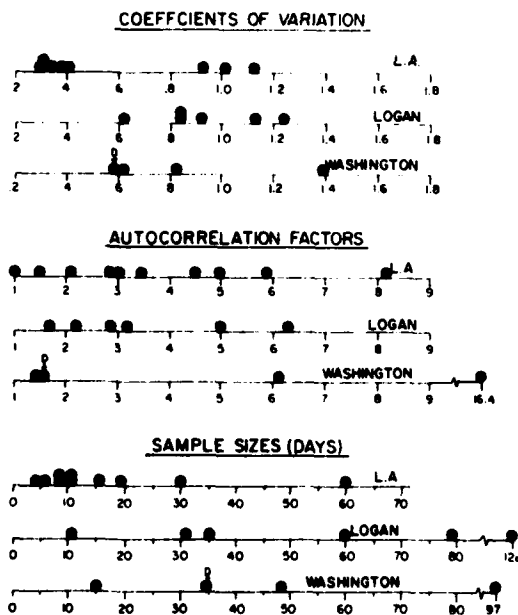 COEFFCIENTS OF VARIATION
L.A.
.2 .4 .6 .8 1.0 1.2 1.4 1.6 1.8
LOGAN
.2 .4 .6 .8 1.0 1.2 1.4 1.6 1.8
D WASHINGTON
.2 .4 .6 .8 1.0 1.2 1.4 1.6 1.8
AUTOCORRELATION FACTORS
L.A
1 2 3 4 5 6 7 8 9
LOGAN
1 2 3 4 5 6 7 8 9
D WASHINGTON
1 2 3 4 5 6 7 8 9 16.4
SAMPLE SIZES (DAYS)
L.A
0 10 20 30 40 50 60 70
LOGAN
0 10 20 30 40 50 60 70 80
D WASHINGTON
0 10 20 30 40 50 60 70 80 97